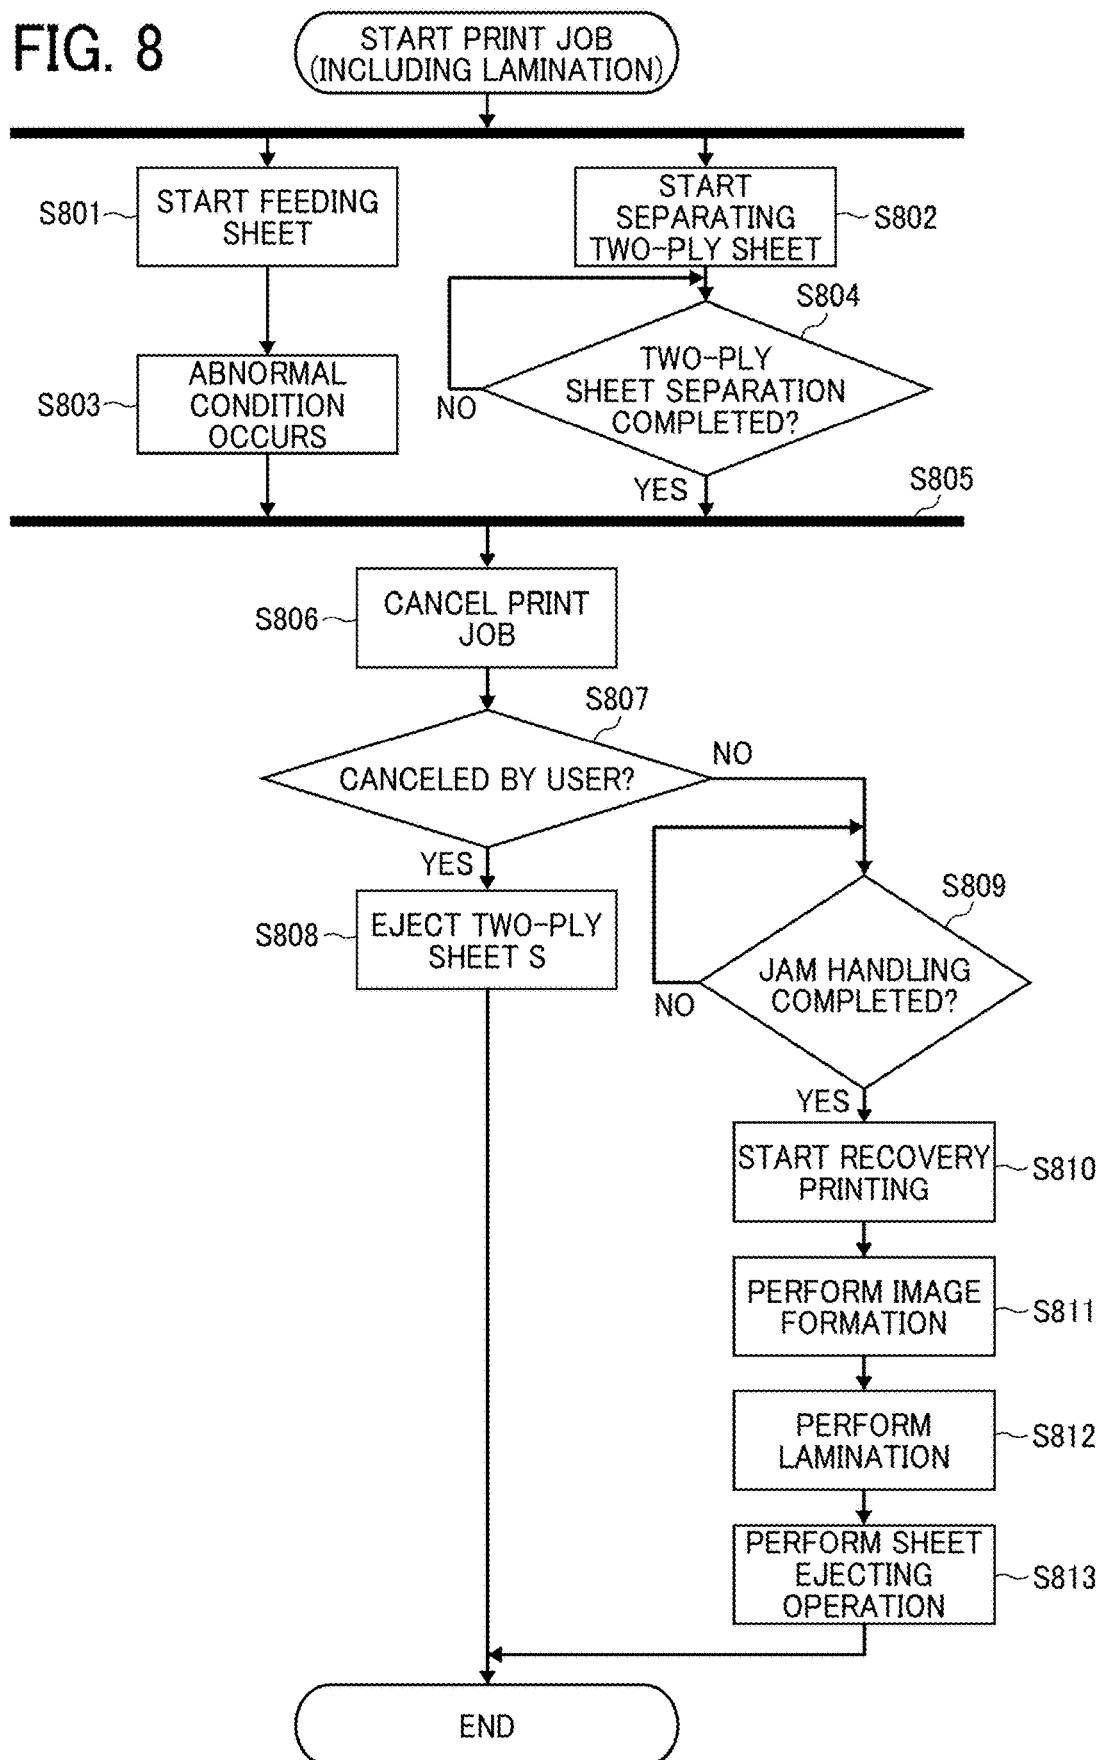 FIG. 8
START PRINT JOB
(INCLUDING LAMINATION)
S801
START FEEDING
SHEET
START
SEPARATING
TWO-PLY SHEET
S802
S804
S803
ABNORMAL
CONDITION
OCCURS
TWO-PLY
SHEET SEPARATION
COMPLETED?
NO
YES
S805
S806
CANCEL PRINT
JOB
S807
CANCELED BY USER?
NO
YES
S808
EJECT TWO-PLY
SHEET S
S809
JAM HANDLING
COMPLETED?
NO
YES
START RECOVERY
PRINTING
S810
PERFORM IMAGE
FORMATION
S811
PERFORM
LAMINATION
S812
PERFORM SHEET
EJECTING
OPERATION
S813
END